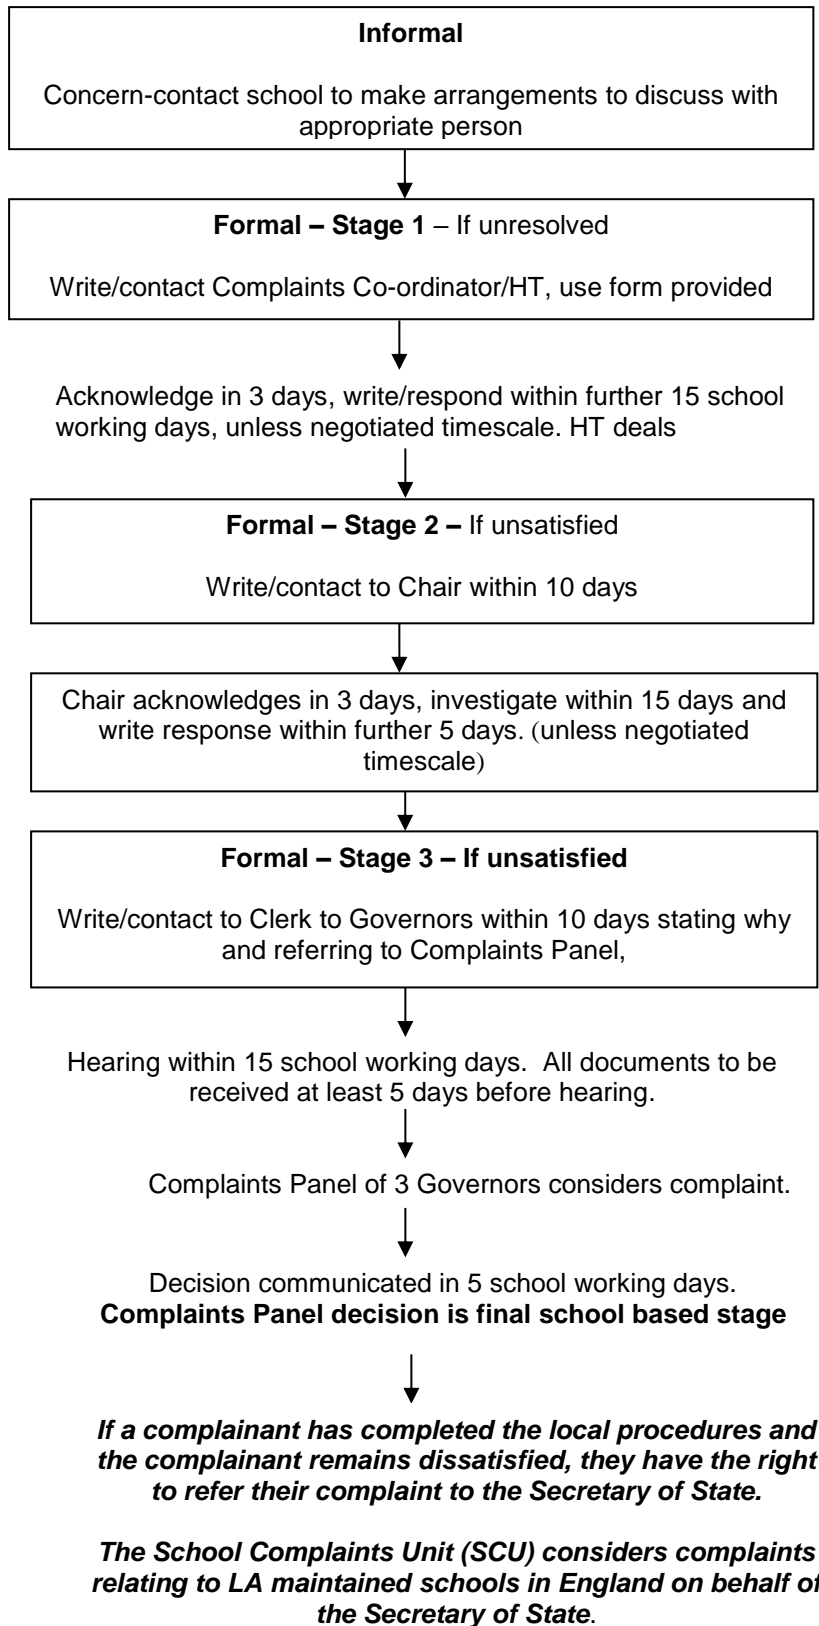 Informal
Concern-contact school to make arrangements to discuss with
appropriate person
Formal – Stage 1 – If unresolved
Write/contact Complaints Co-ordinator/HT, use form provided
Acknowledge in 3 days, write/respond within further 15 school
working days, unless negotiated timescale. HT deals
Formal – Stage 2 – If unsatisfied
Write/contact to Chair within 10 days
Chair acknowledges in 3 days, investigate within 15 days and
write response within further 5 days. (unless negotiated
timescale)
Formal – Stage 3 – If unsatisfied
Write/contact to Clerk to Governors within 10 days stating why
and referring to Complaints Panel,
Hearing within 15 school working days.  All documents to be
received at least 5 days before hearing.
Complaints Panel of 3 Governors considers complaint.
Decision communicated in 5 school working days.
Complaints Panel decision is final school based stage
If a complainant has completed the local procedures and
the complainant remains dissatisfied, they have the right
to refer their complaint to the Secretary of State.
The School Complaints Unit (SCU) considers complaints
relating to LA maintained schools in England on behalf of
the Secretary of State.